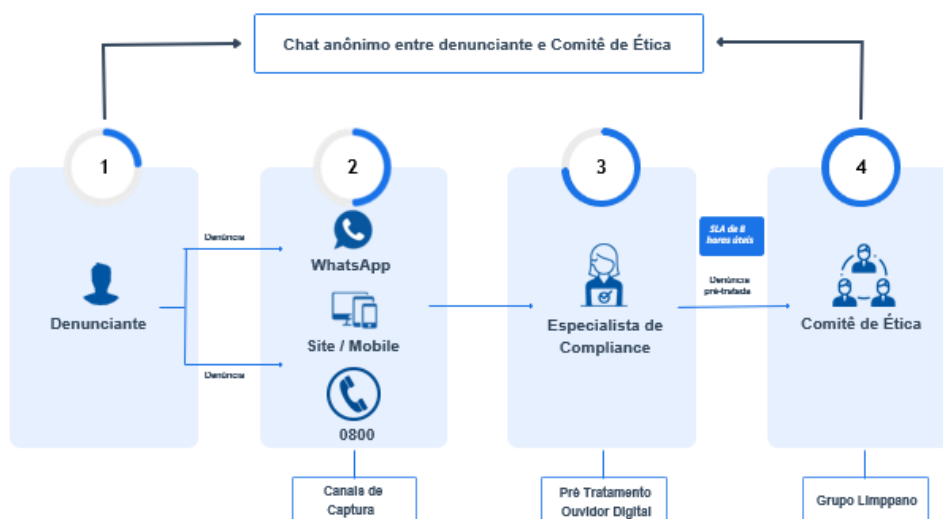 Chat anônimo entre denunciante e Comitê de Ética
1
2
3
4
Denúncia
WhatsApp
Denunciante
Site / Mobile
Denúncia
0800
Especialista de
Compliance
SLA de 8
horas úteis
Denúncia
pré-tratada
Comitê de Ética
Canais de
Captura
Pré Tratamento
Ouvidor Digital
Grupo Limppano